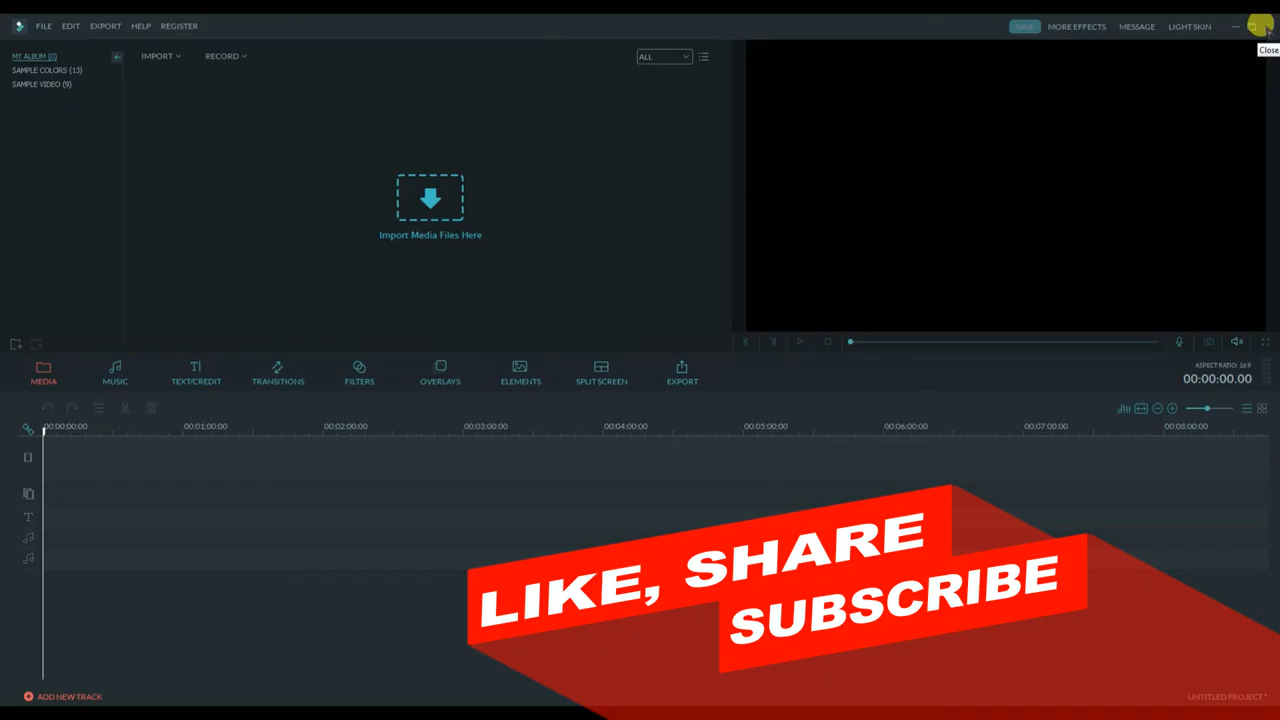 FILE EDIT EXPORT HELP REGISTER SAVE MORE EFFECTS MESSAGE LIGHT SKIN
Close
MY ALBUM (0) IMPORT RECORD ALL
SAMPLE COLORS (13)
SAMPLE VIDEO (9)
Import Media Files Here
MEDIA MUSIC TEXT/CREDIT TRANSITIONS FILTERS OVERLAYS ELEMENTS SPLIT SCREEN EXPORT
ASPECT RATIO: 16:9
00:00:00.00
00:00:00:00 00:01:00:00 00:02:00:00 00:03:00:00 00:04:00:00 00:05:00:00 00:06:00:00 00:07:00:00 00:08:00:00
LIKE, SHARE
SUBSCRIBE
ADD NEW TRACK UNTITLED PROJECT *